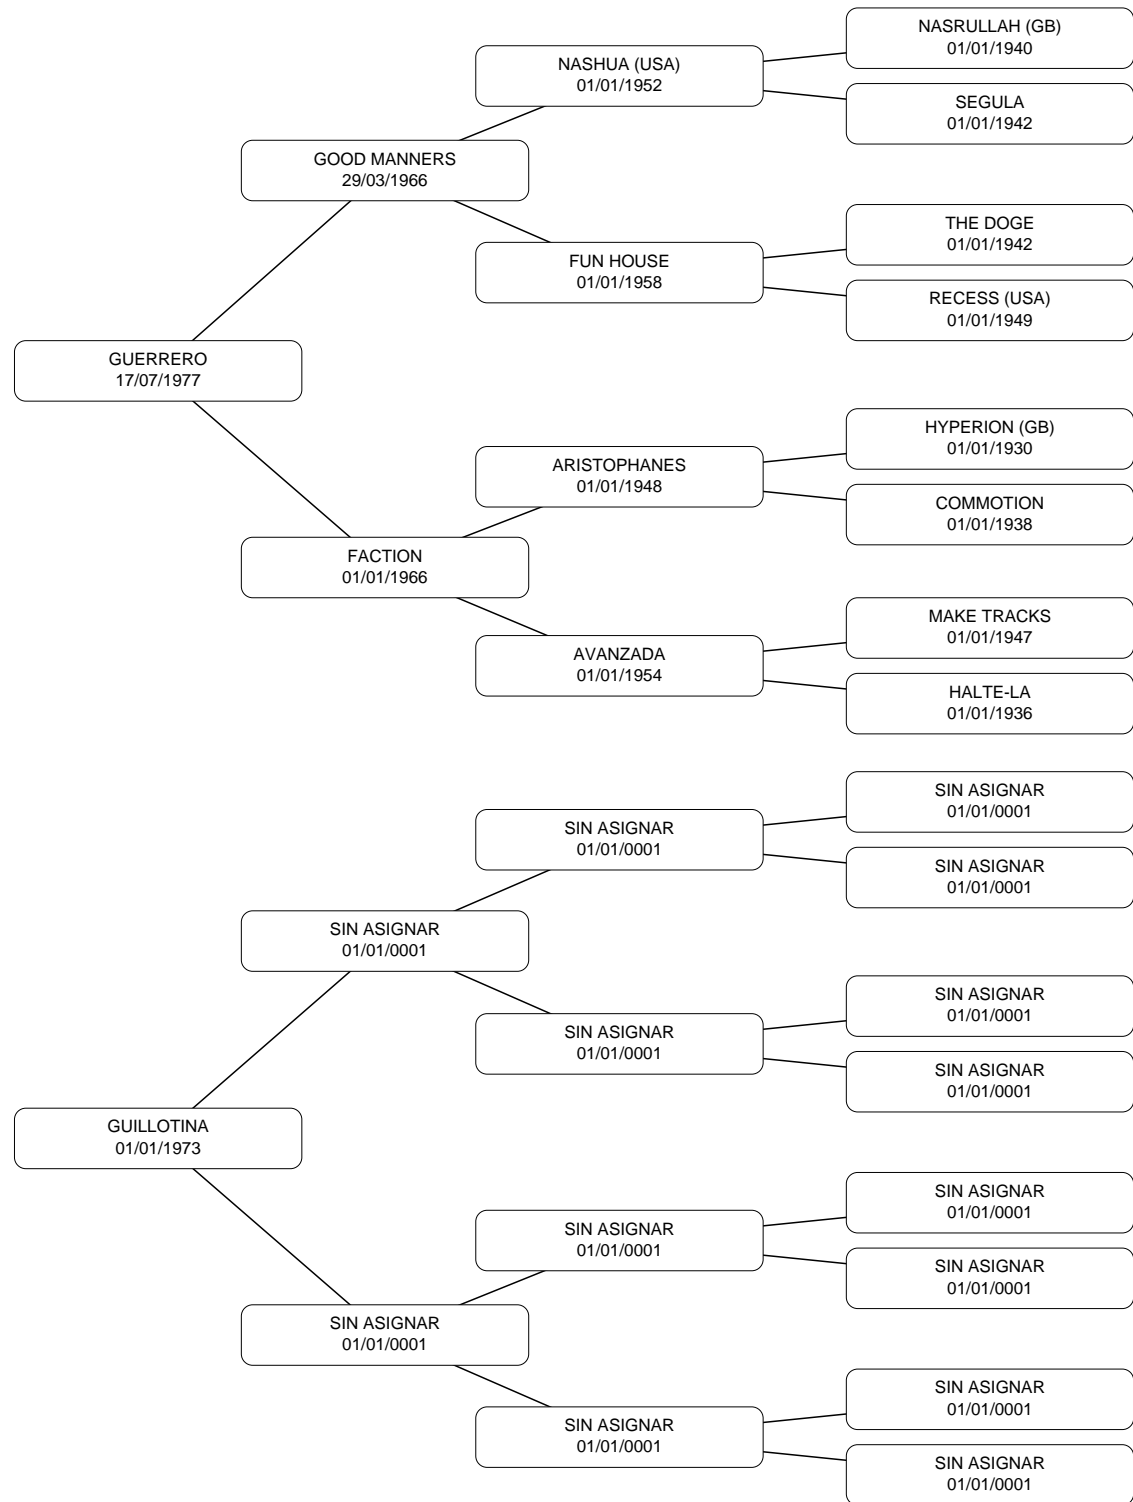 NASRULLAH (GB)
01/01/1940
NASHUA (USA)
01/01/1952
SEGULA
01/01/1942
GOOD MANNERS
29/03/1966
THE DOGE
01/01/1942
FUN HOUSE
01/01/1958
RECESS (USA)
01/01/1949
GUERRERO
17/07/1977
HYPERION (GB)
01/01/1930
ARISTOPHANES
01/01/1948
COMMOTION
01/01/1938
FACTION
01/01/1966
MAKE TRACKS
01/01/1947
AVANZADA
01/01/1954
HALTE-LA
01/01/1936
SIN ASIGNAR
01/01/0001
SIN ASIGNAR
01/01/0001
SIN ASIGNAR
01/01/0001
SIN ASIGNAR
01/01/0001
SIN ASIGNAR
01/01/0001
SIN ASIGNAR
01/01/0001
SIN ASIGNAR
01/01/0001
GUILLOTINA
01/01/1973
SIN ASIGNAR
01/01/0001
SIN ASIGNAR
01/01/0001
SIN ASIGNAR
01/01/0001
SIN ASIGNAR
01/01/0001
SIN ASIGNAR
01/01/0001
SIN ASIGNAR
01/01/0001
SIN ASIGNAR
01/01/0001